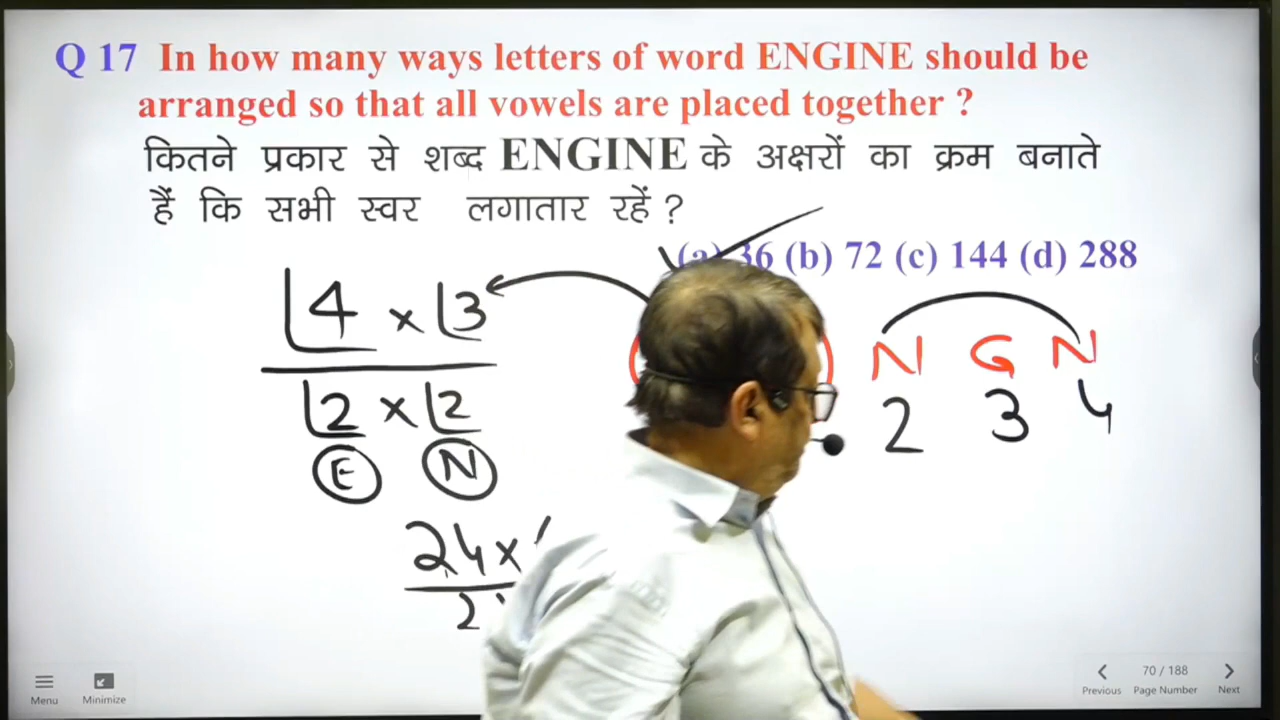 Q 17 In how many ways letters of word ENGINE should be
arranged so that all vowels are placed together ?
कितने प्रकार से शब्द ENGINE के अक्षरों का क्रम बनाते
हैं कि सभी स्वर लगातार रहें ?
(a) 36 (b) 72 (c) 144 (d) 288
4 × 3
2 × 2
E N
N G N
2 3 4
24 ×
2
Menu Minimize
70 / 188
Previous Page Number Next